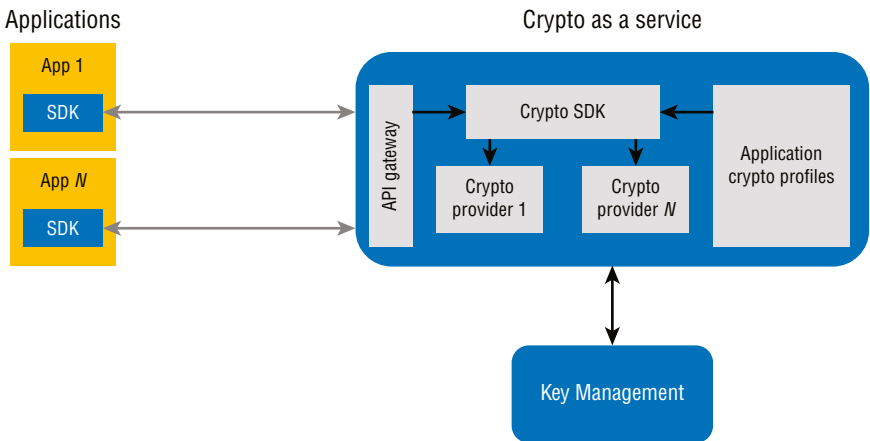 Applications
Crypto as a service
App 1
SDK
App N
SDK
API gateway
Crypto SDK
Crypto
provider 1
Crypto
provider N
Application
crypto profiles
Key Management